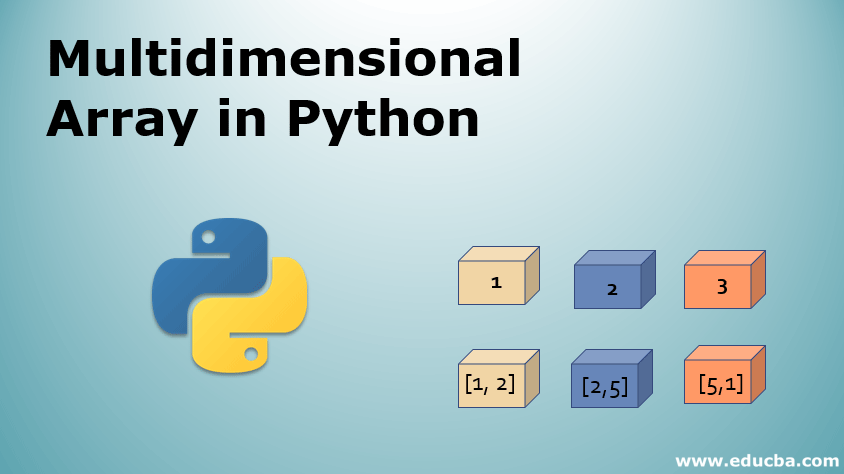 Multidimensional
Array in Python
1 2 3
[1, 2] [2,5] [5,1]
www.educba.com